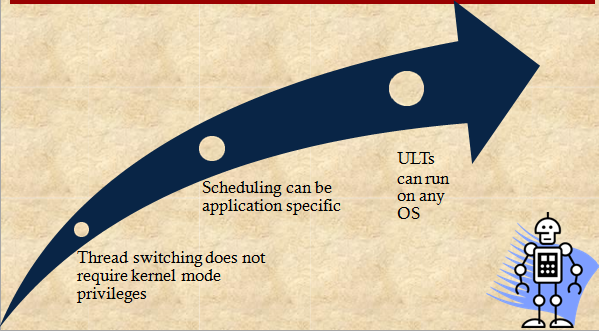 Thread switching does not
require kernel mode
privileges
Scheduling can be
application specific
ULTs
can run
on any
OS